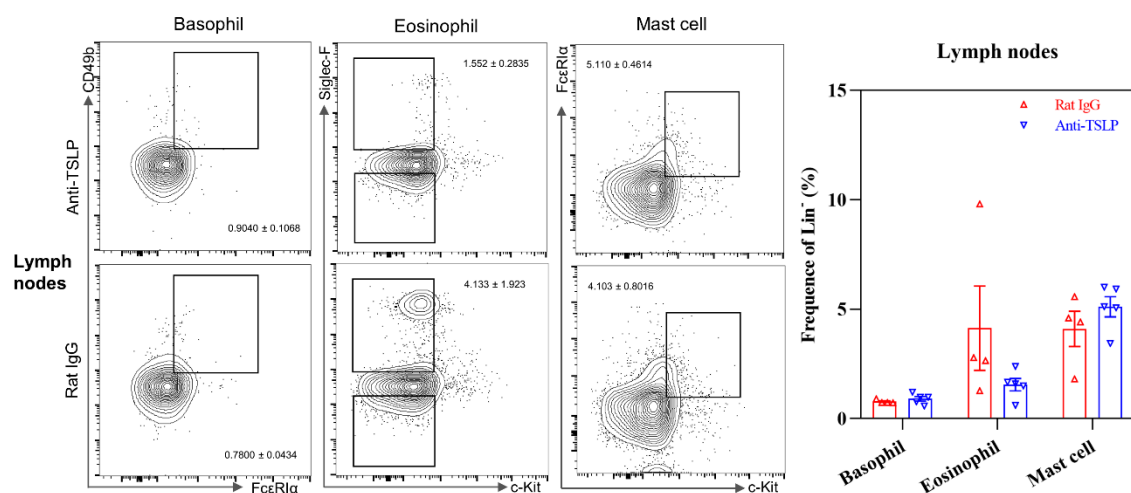 Basophil
Eosinophil
Mast cell
Lymph nodes
CD49b
Siglec-F
1.552 ± 0.2835
FcεRIα
5.110 ± 0.4614
Anti-TSLP
0.9040 ± 0.1068
Lymph
nodes
Rat IgG
4.133 ± 1.923
4.103 ± 0.8016
0.7800 ± 0.0434
FcεRIα
c-Kit
c-Kit
Frequence of Lin⁻ (%)
15
10
5
0
Rat IgG
Anti-TSLP
Basophil
Eosinophil
Mast cell